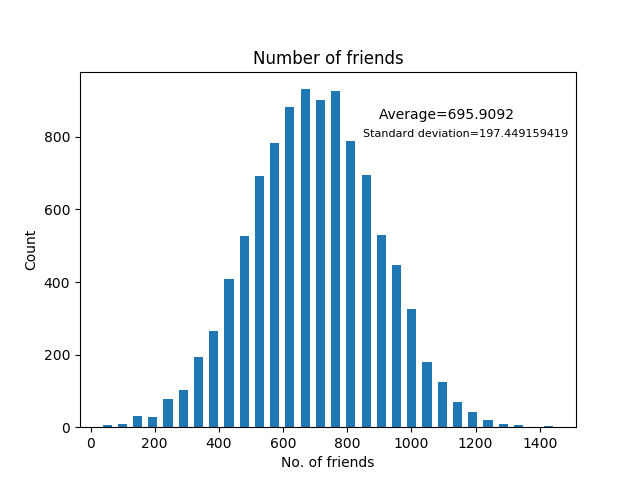 Number of friends
Average=695.9092
Standard deviation=197.449159419
Count
800
600
400
200
0
0 200 400 600 800 1000 1200 1400
No. of friends